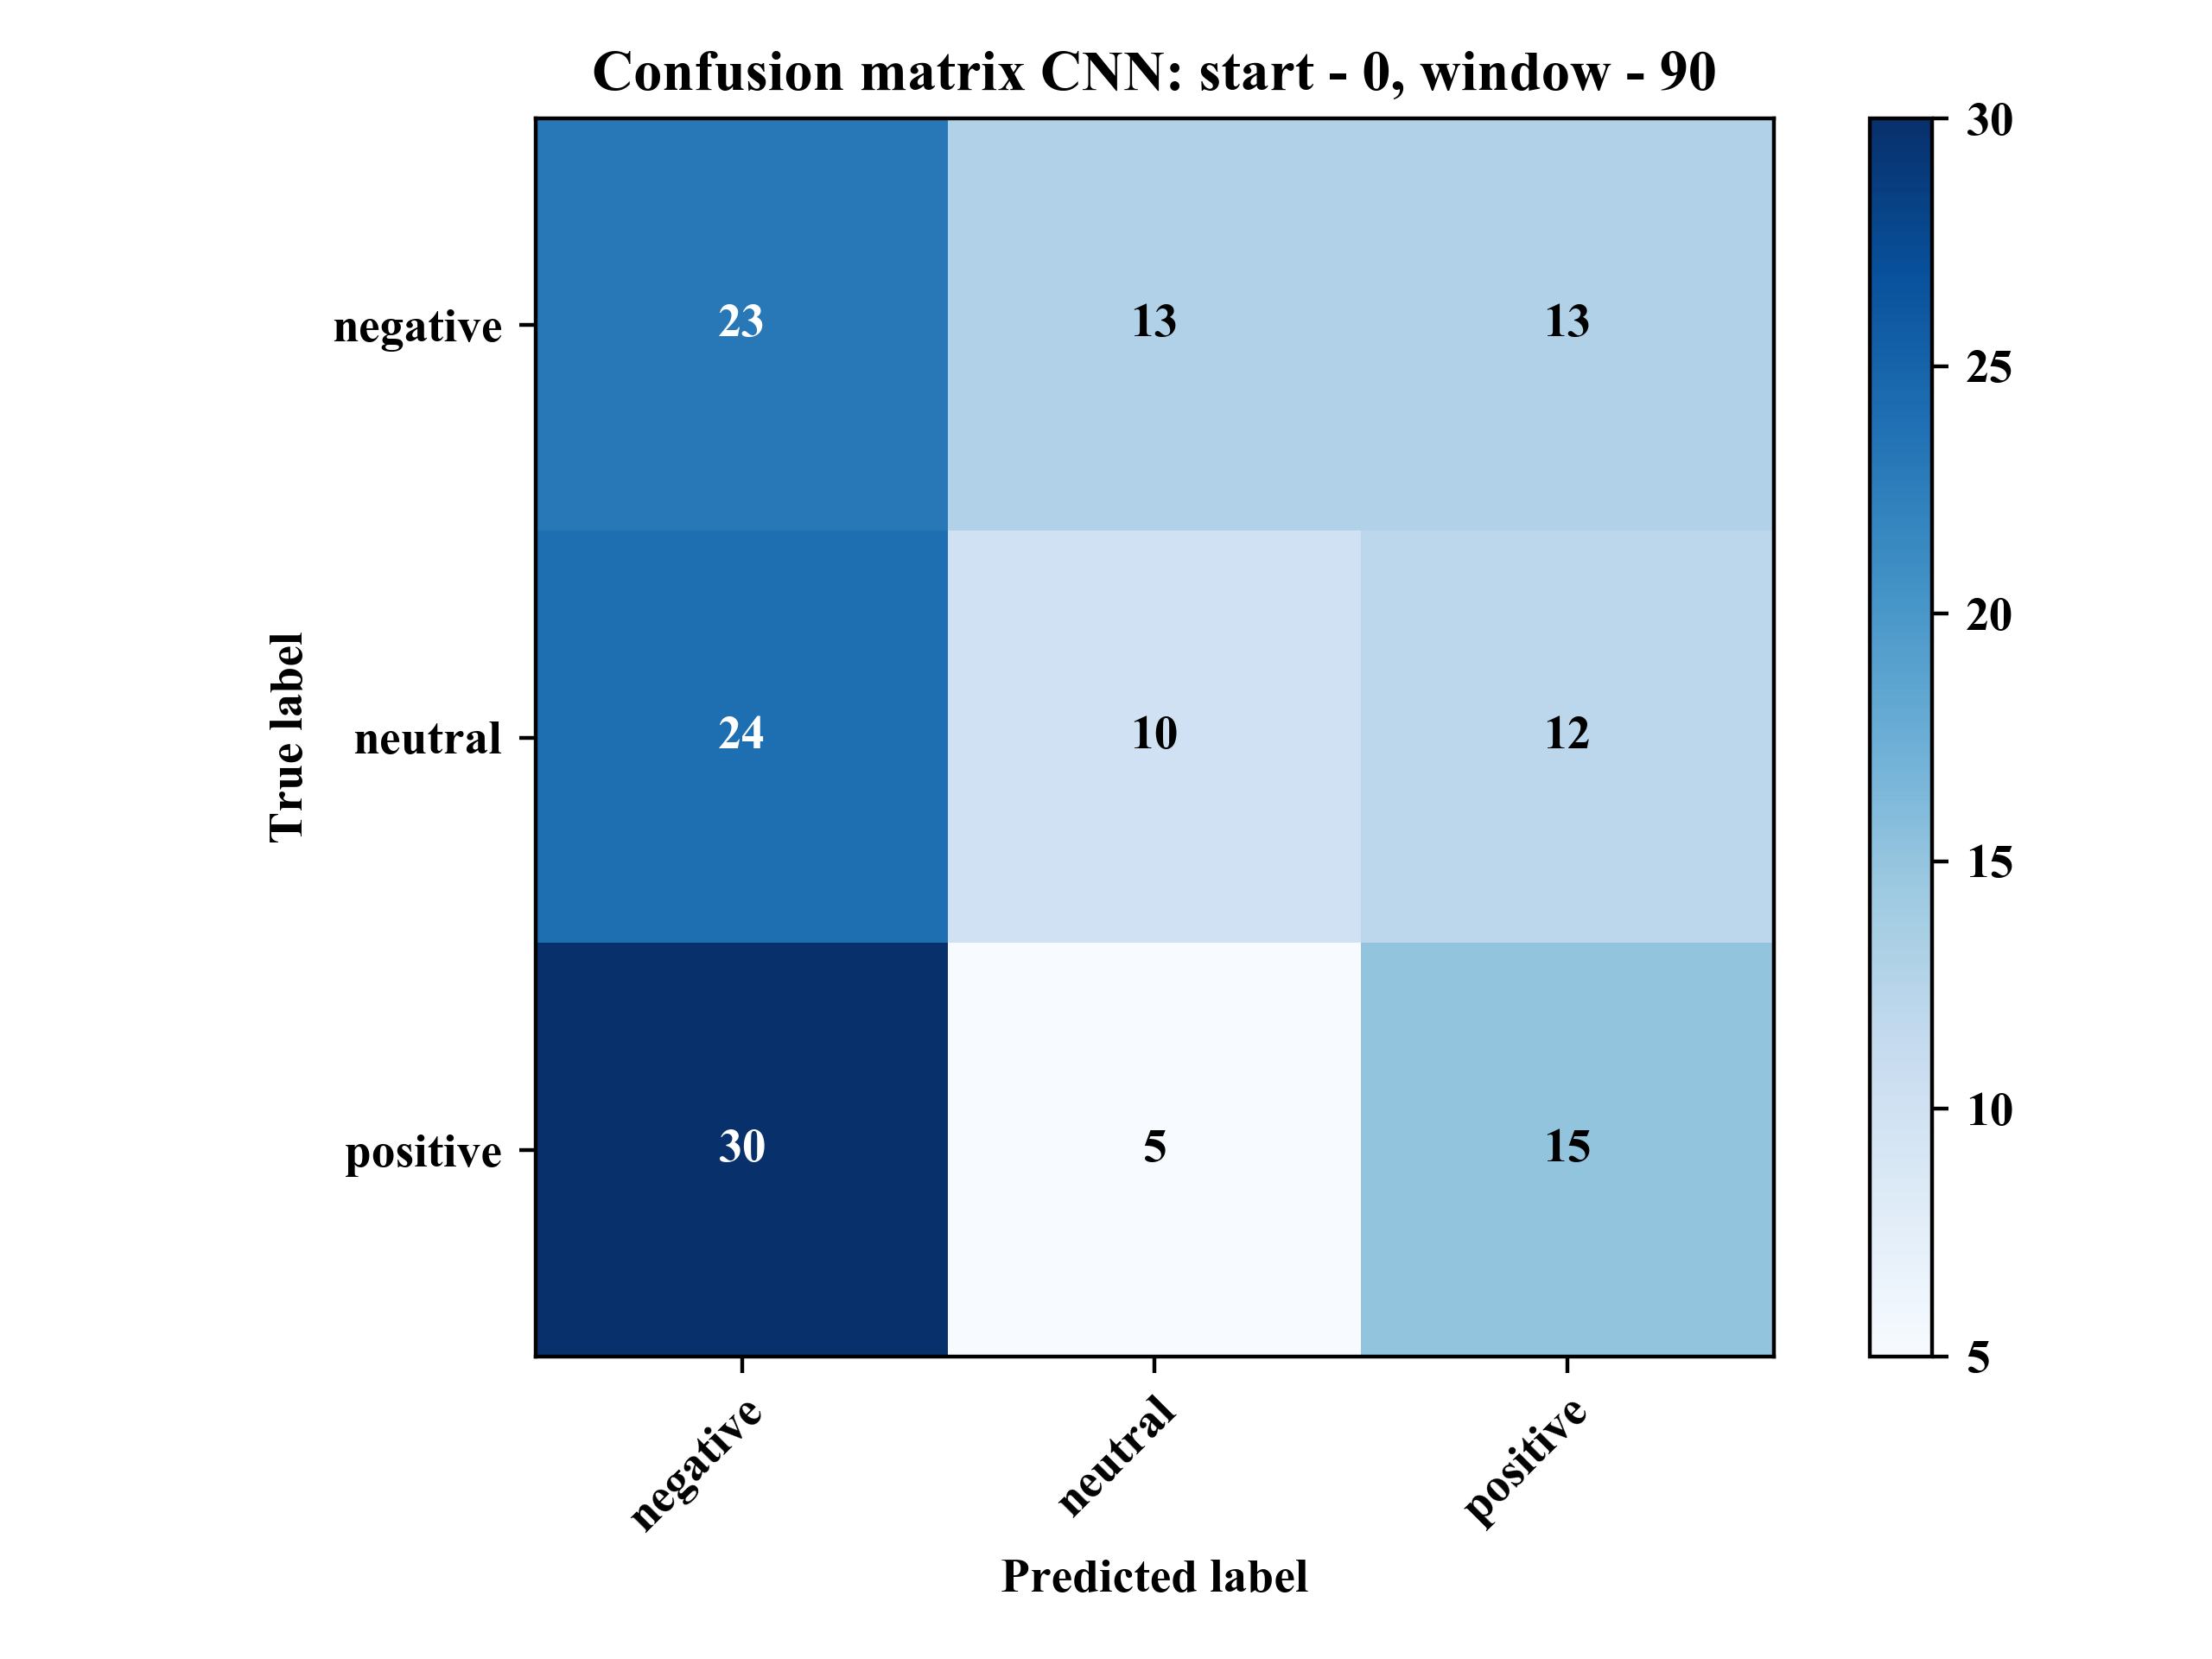 Confusion matrix CNN: start - 0, window - 90
True label
negative
23
13
13
neutral
24
10
12
positive
30
5
15
negative
neutral
positive
Predicted label
30
25
20
15
10
5